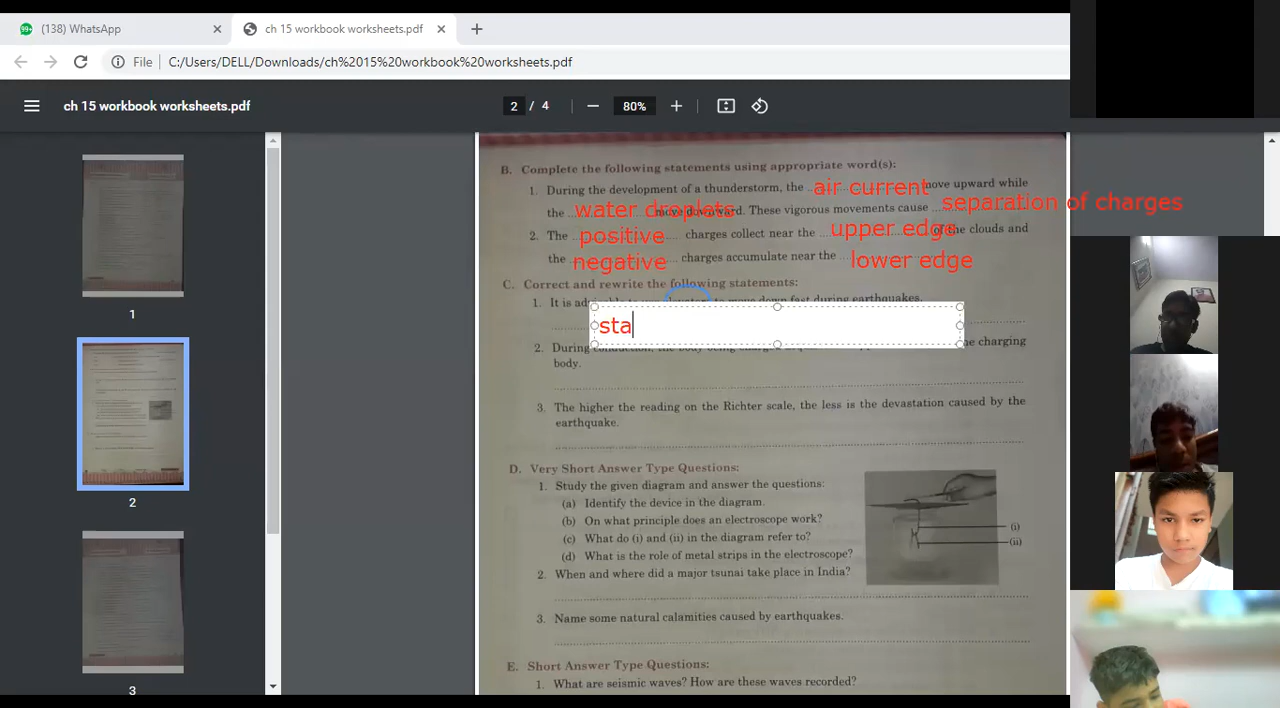 (138) WhatsApp
ch 15 workbook worksheets.pdf
File
C:/Users/DELL/Downloads/ch%2015%20workbook%20worksheets.pdf
ch 15 workbook worksheets.pdf
2 / 4
80%
1
2
3
B. Complete the following statements using appropriate word(s):
1. During the development of a thunderstorm, the air current move upward while
the water droplets move downward. These vigorous movements cause separation of charges
2. The positive charges collect near the upper edge of the clouds and
the negative charges accumulate near the lower edge
C. Correct and rewrite the following statements:
1. It is to move down fast during earthquakes.
sta
2. During the body being charging
body.
3. The higher the reading on the Richter scale, the less is the devastation caused by the
earthquake.
D. Very Short Answer Type Questions:
1. Study the given diagram and answer the questions:
(a) Identify the device in the diagram.
(b) On what principle does an electroscope work?
(c) What do (i) and (ii) in the diagram refer to?
(d) What is the role of metal strips in the electroscope?
(i)
(ii)
2. When and where did a major tsunai take place in India?
3. Name some natural calamities caused by earthquakes.
E. Short Answer Type Questions:
1. What are seismic waves? How are these waves recorded?